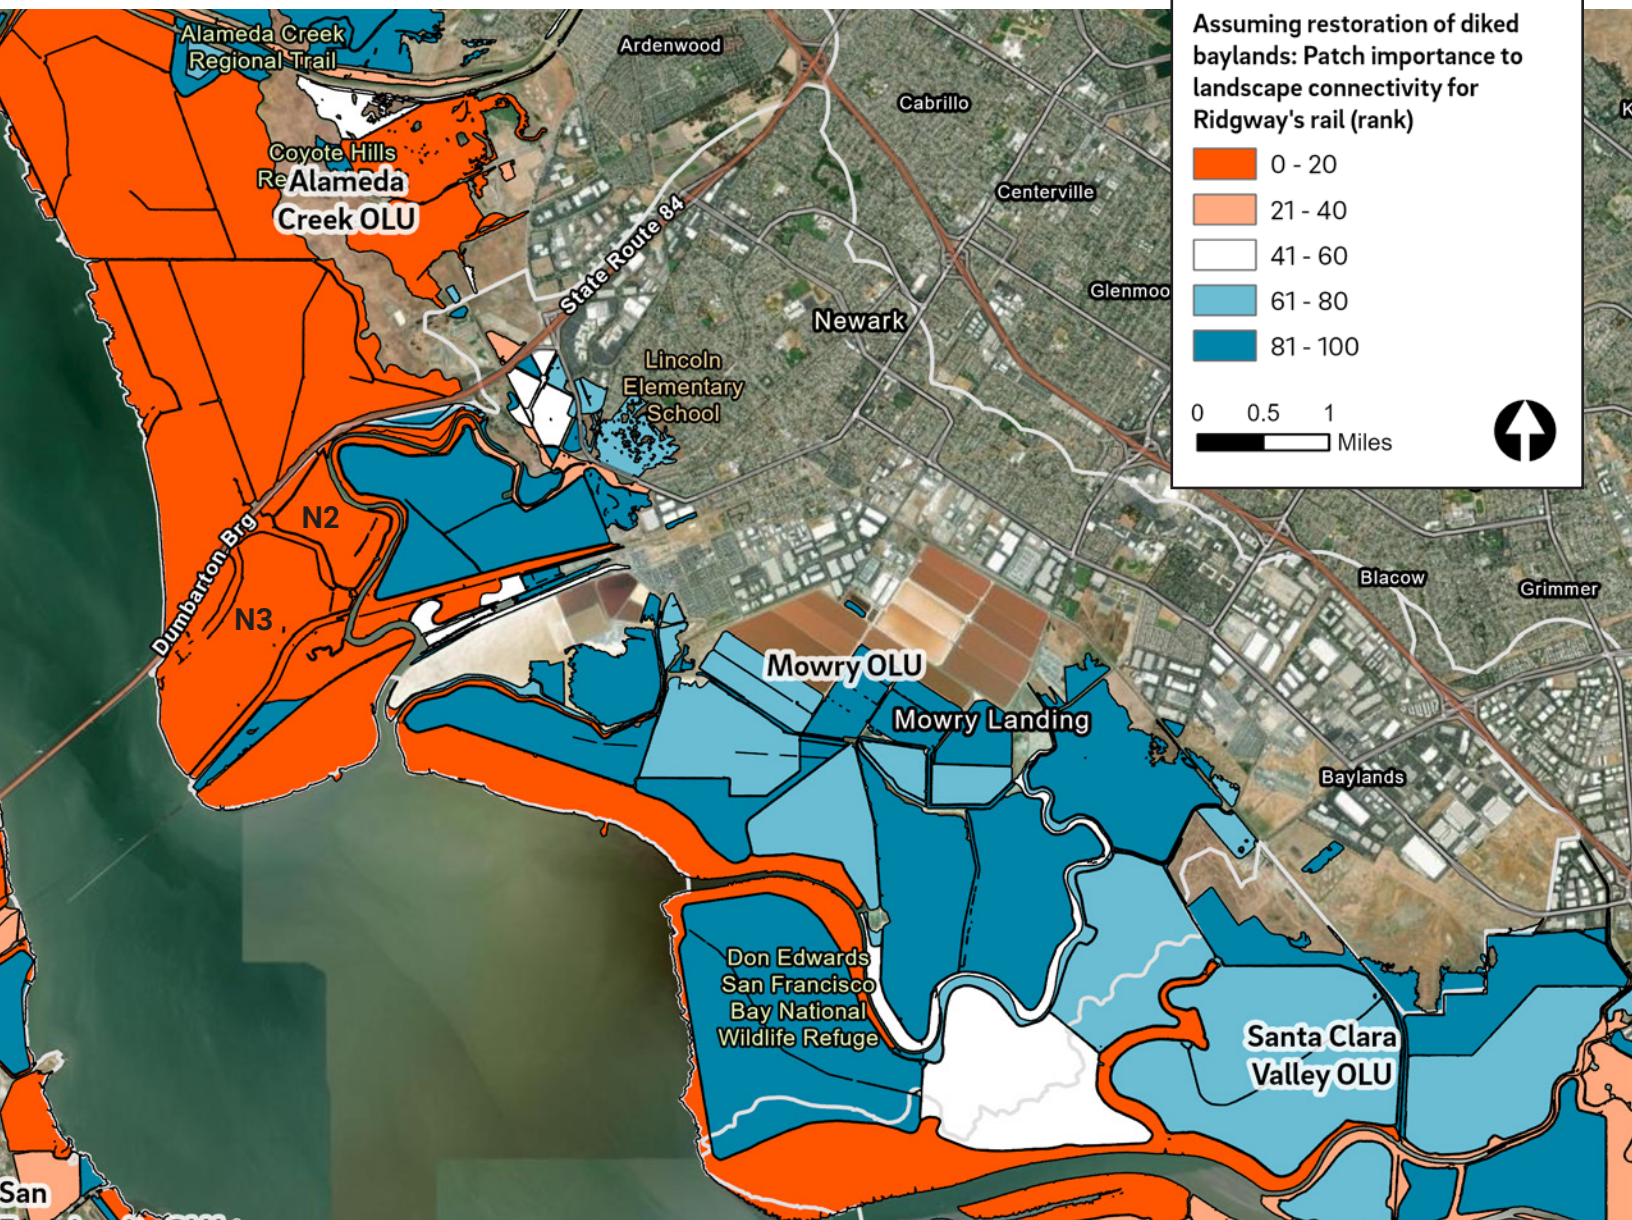 Assuming restoration of diked
baylands: Patch importance to
landscape connectivity for
Ridgway's rail (rank)
0 - 20
21 - 40
41 - 60
61 - 80
81 - 100
0 0.5 1
Miles
Alameda Creek
Regional Trail
Ardenwood
Cabrillo
K
Coyote Hills
Re
Alameda
Creek OLU
Centerville
State Route 84
Glenmoo
Newark
Lincoln
Elementary
School
N2
Dumbarton Brg
N3
Blacow
Grimmer
Mowry OLU
Mowry Landing
Baylands
Don Edwards
San Francisco
Bay National
Wildlife Refuge
Santa Clara
Valley OLU
San